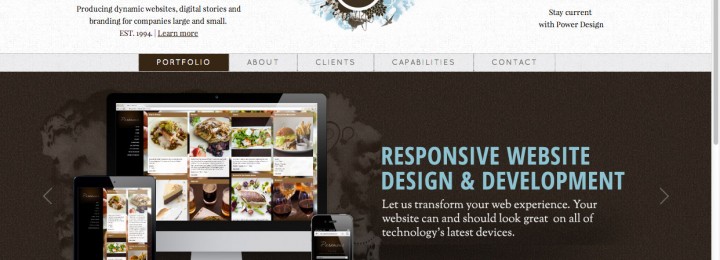 Producing dynamic websites, digital stories and
branding for companies large and small.
EST. 1994. | Learn more
Stay current
with Power Design
PORTFOLIO
ABOUT
CLIENTS
CAPABILITIES
CONTACT
RESPONSIVE WEBSITE
DESIGN & DEVELOPMENT
Let us transform your web experience. Your
website can and should look great on all of
technology's latest devices.